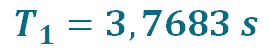 T₁ = 3,7683 s